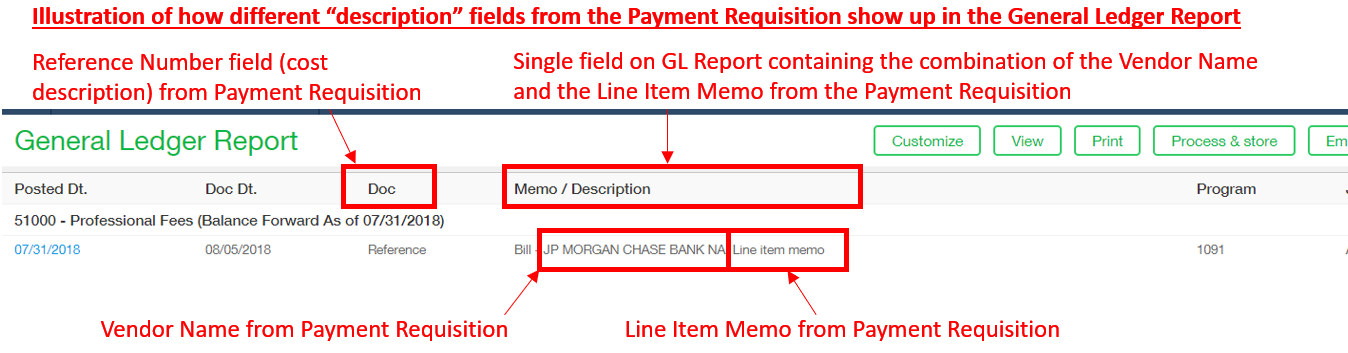 Illustration of how different “description” fields from the Payment Requisition show up in the General Ledger Report
Reference Number field (cost
description) from Payment Requisition
Single field on GL Report containing the combination of the Vendor Name
and the Line Item Memo from the Payment Requisition
General Ledger Report
Customize View Print Process & store Em
Posted Dt. Doc Dt. Doc Memo / Description Program
51000 - Professional Fees (Balance Forward As of 07/31/2018)
07/31/2018 08/05/2018 Reference Bill - JP MORGAN CHASE BANK NA Line item memo 1091
Vendor Name from Payment Requisition
Line Item Memo from Payment Requisition